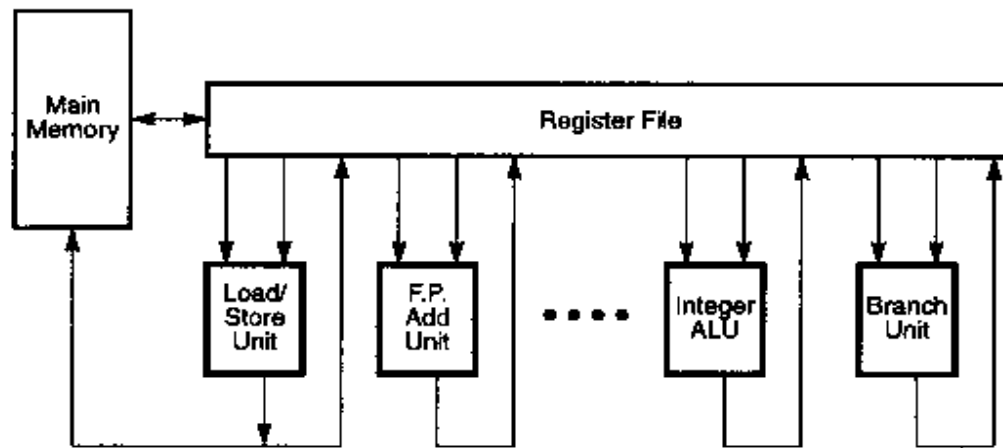 Main
Memory
Register File
Load/
Store
Unit
F.P.
Add
Unit
Integer
ALU
Branch
Unit